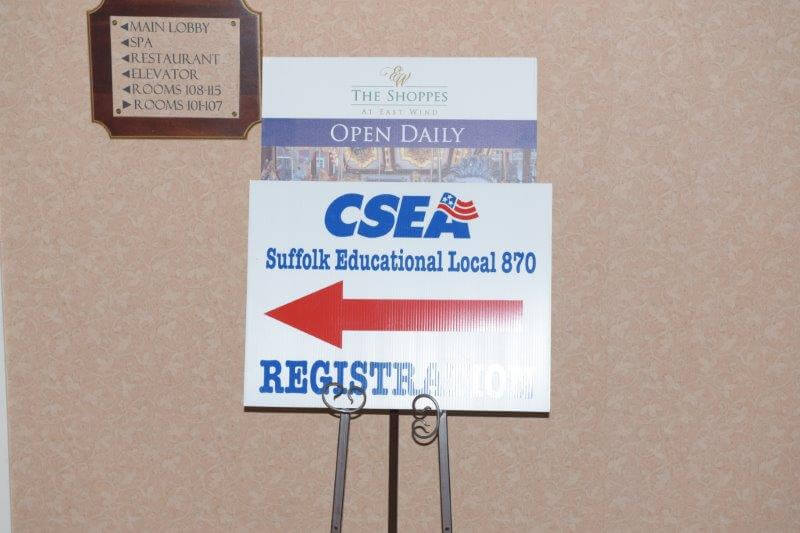 ◀MAIN LOBBY
◀SPA
◀RESTAURANT
◀ELEVATOR
◀ROOMS 108-115
▶ROOMS 101-107
EW
THE SHOPPES
AT EAST WIND
OPEN DAILY
CSEA
Suffolk Educational Local 870
REGISTRATION